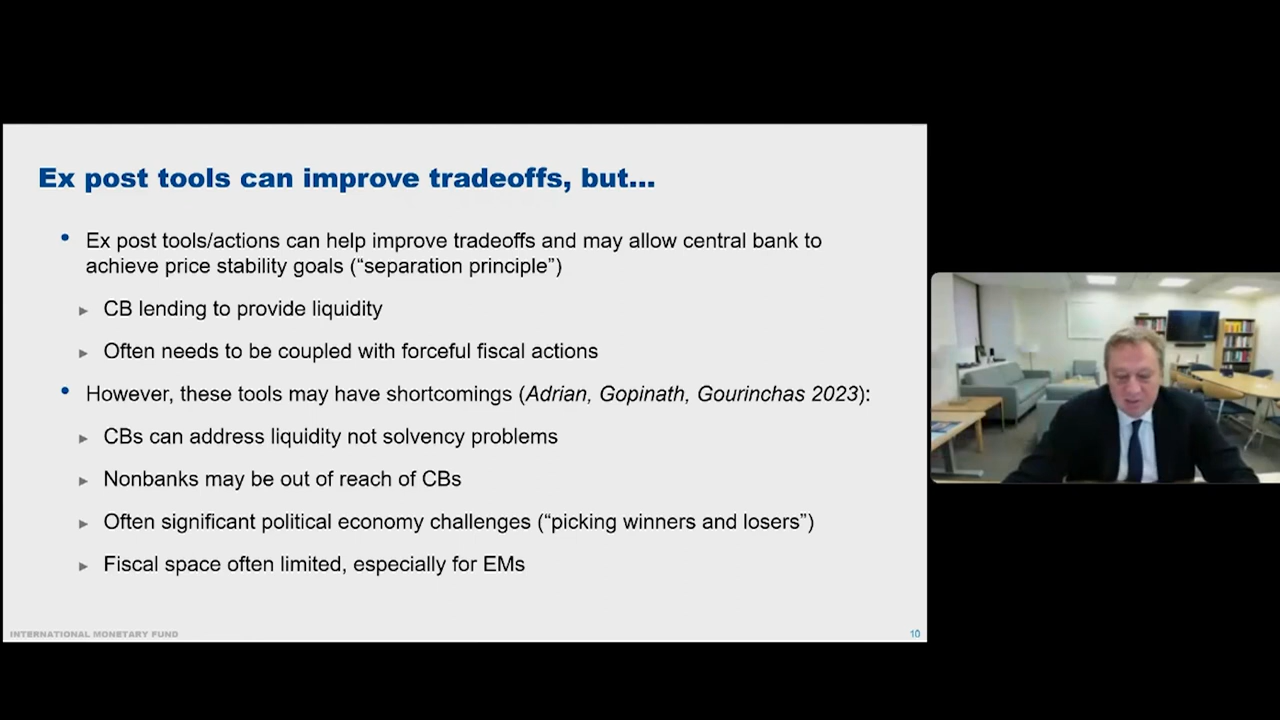 Ex post tools can improve tradeoffs, but...
• Ex post tools/actions can help improve tradeoffs and may allow central bank to
achieve price stability goals (“separation principle”)
▸ CB lending to provide liquidity
▸ Often needs to be coupled with forceful fiscal actions
• However, these tools may have shortcomings (Adrian, Gopinath, Gourinchas 2023):
▸ CBs can address liquidity not solvency problems
▸ Nonbanks may be out of reach of CBs
▸ Often significant political economy challenges (“picking winners and losers”)
▸ Fiscal space often limited, especially for EMs
INTERNATIONAL MONETARY FUND
10